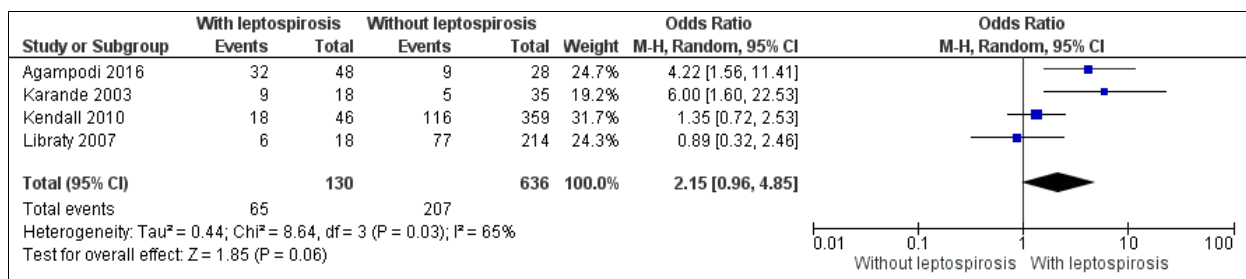 With leptospirosis Without leptospirosis Odds Ratio Odds Ratio
Study or Subgroup Events Total Events Total Weight M-H, Random, 95% CI M-H, Random, 95% CI
Agampodi 2016 32 48 9 28 24.7% 4.22 [1.56, 11.41]
Karande 2003 9 18 5 35 19.2% 6.00 [1.60, 22.53]
Kendall 2010 18 46 116 359 31.7% 1.35 [0.72, 2.53]
Libraty 2007 6 18 77 214 24.3% 0.89 [0.32, 2.46]
Total (95% CI) 130 636 100.0% 2.15 [0.96, 4.85]
Total events 65 207
Heterogeneity: Tau² = 0.44; Chi² = 8.64, df = 3 (P = 0.03); I² = 65%
Test for overall effect: Z = 1.85 (P = 0.06)
0.01 0.1 1 10 100
Without leptospirosis With leptospirosis